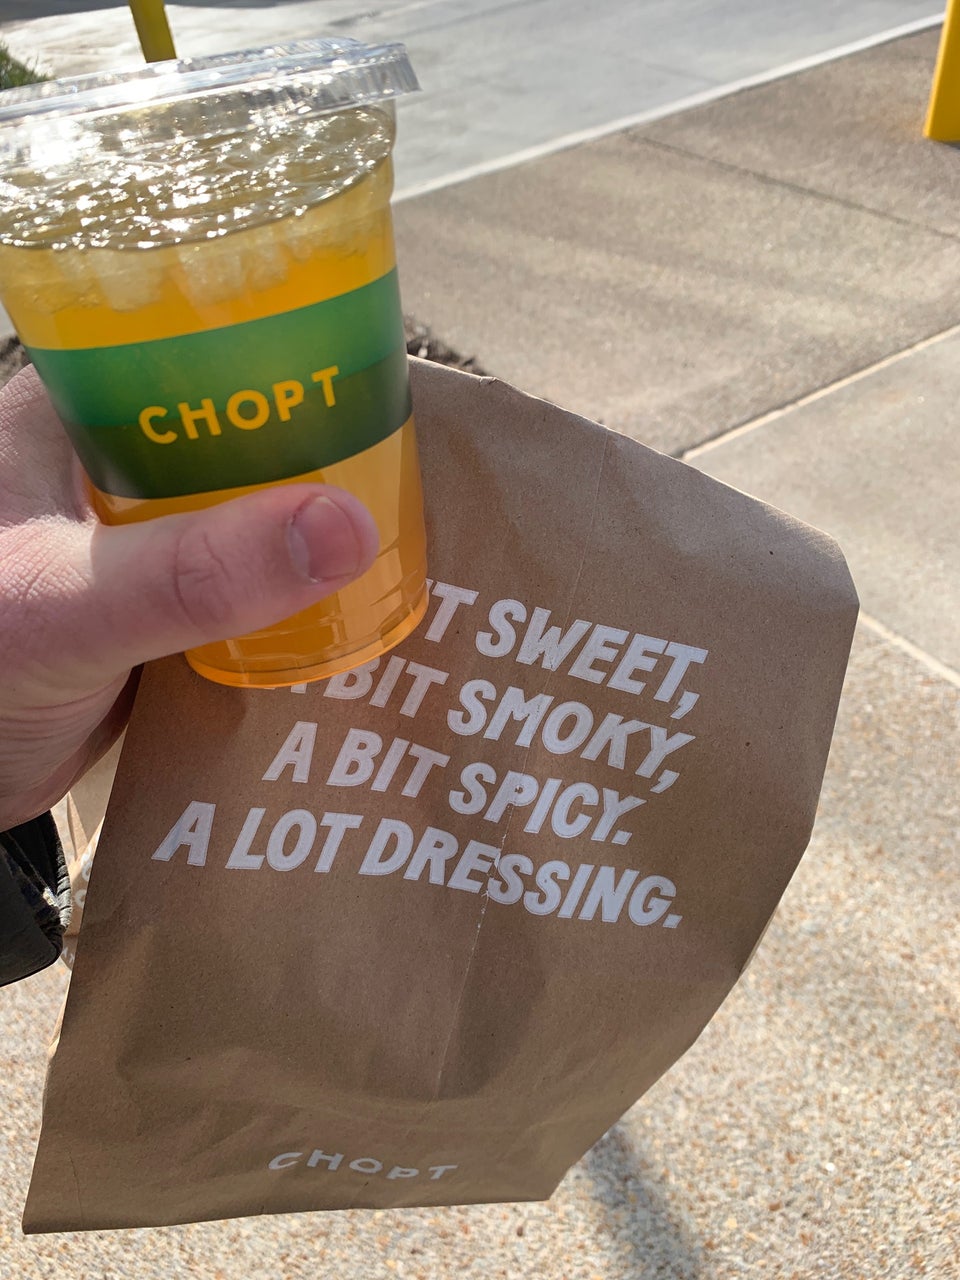 CHOPT
SWEET,
BIT SMOKY,
A BIT SPICY.
A LOT DRESSING.
CHOPT